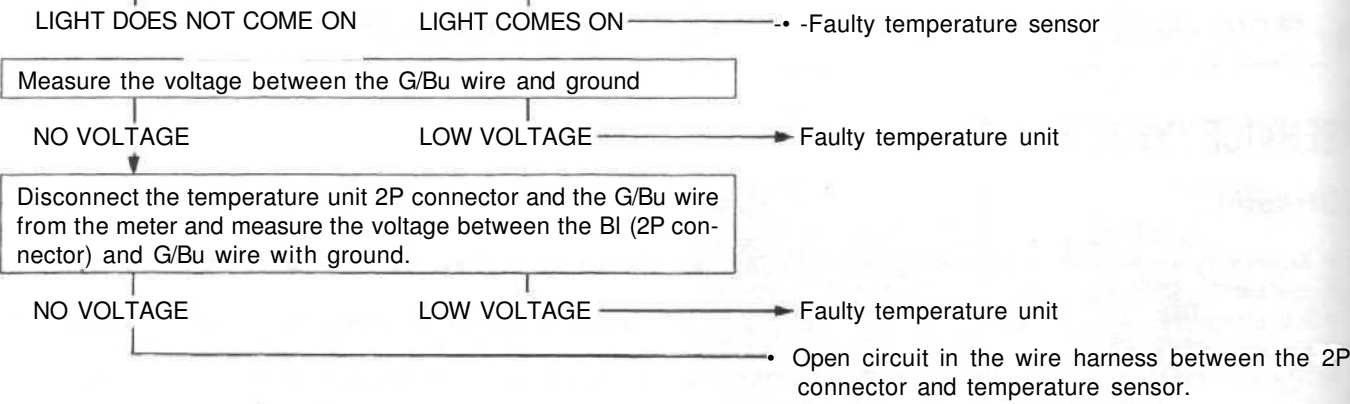 LIGHT DOES NOT COME ON LIGHT COMES ON -• -Faulty temperature sensor
Measure the voltage between the G/Bu wire and ground
NO VOLTAGE LOW VOLTAGE Faulty temperature unit
Disconnect the temperature unit 2P connector and the G/Bu wire
from the meter and measure the voltage between the Bl (2P con-
nector) and G/Bu wire with ground.
NO VOLTAGE LOW VOLTAGE Faulty temperature unit
• Open circuit in the wire harness between the 2P
connector and temperature sensor.